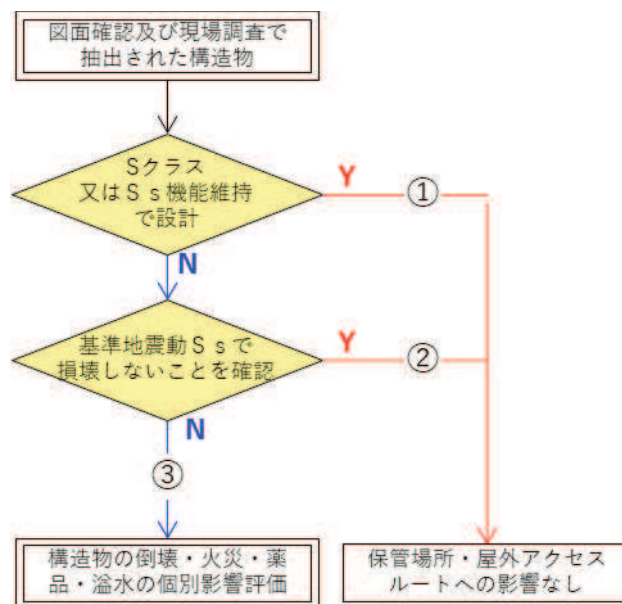 図面確認及び現場調査で
抽出された構造物
Sクラス
又はＳｓ機能維持
で設計
Y
①
N
基準地震動Ｓｓで
損壊しないことを確認
Y
②
N
③
構造物の倒壊・火災・薬
品・溢水の個別影響評価
保管場所・屋外アクセス
ルートへの影響なし